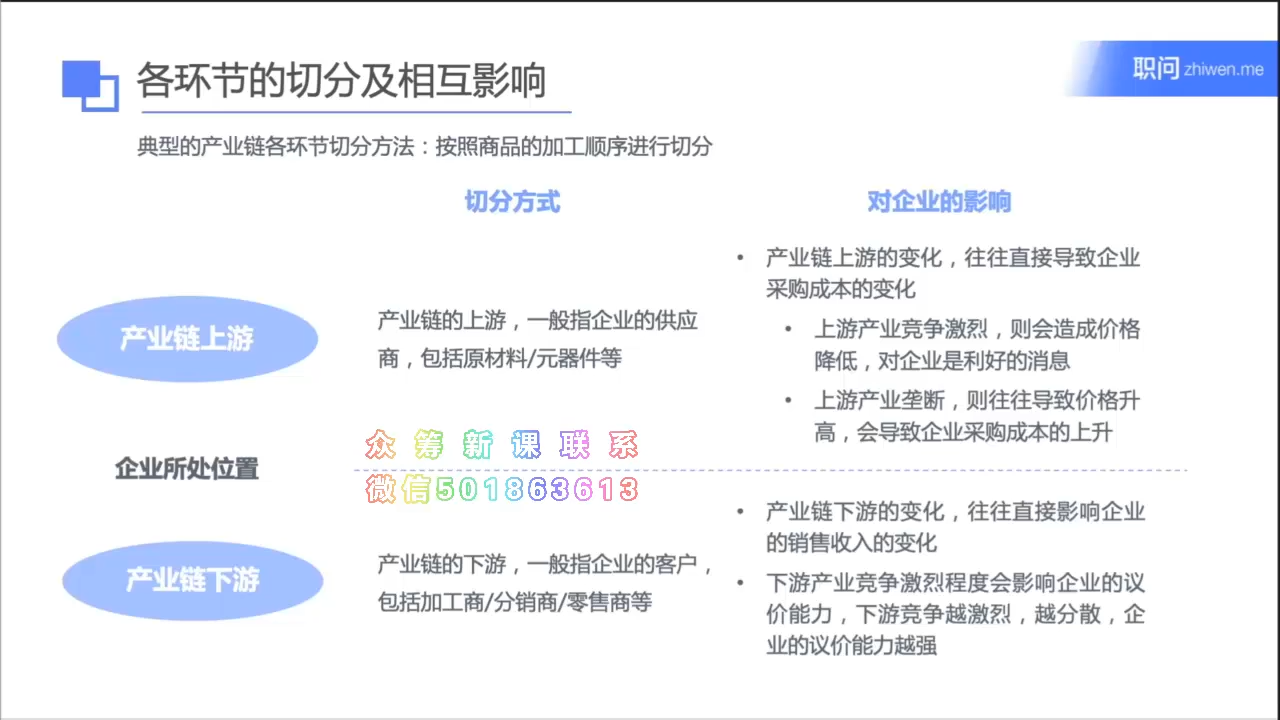 各环节的切分及相互影响
职问 zhiwen.me
典型的产业链各环节切分方法：按照商品的加工顺序进行切分
切分方式
对企业的影响
产业链上游
产业链的上游，一般指企业的供应
商，包括原材料/元器件等
• 产业链上游的变化，往往直接导致企业
采购成本的变化
• 上游产业竞争激烈，则会造成价格
降低，对企业是利好的消息
• 上游产业垄断，则往往导致价格升
高，会导致企业采购成本的上升
企业所处位置
众筹新课联系
微信501863613
产业链下游
产业链的下游，一般指企业的客户，
包括加工商/分销商/零售商等
• 产业链下游的变化，往往直接影响企业
的销售收入的变化
• 下游产业竞争激烈程度会影响企业的议
价能力，下游竞争越激烈，越分散，企
业的议价能力越强